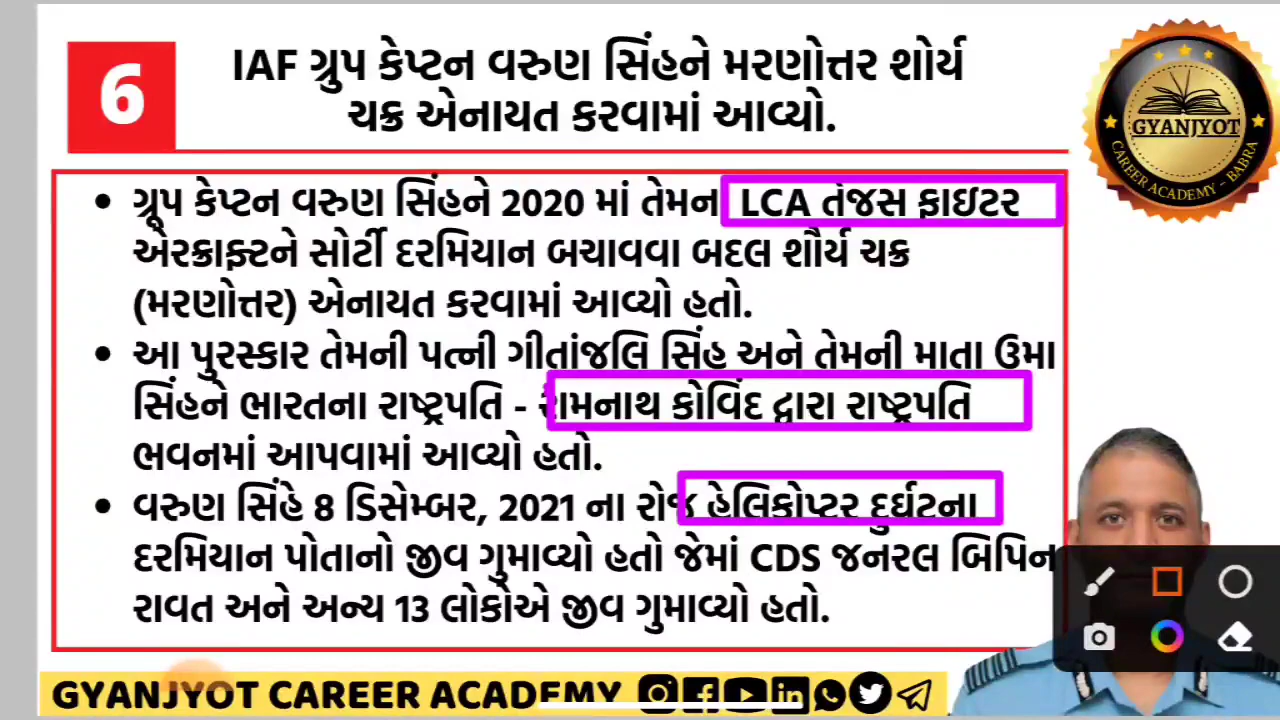 6
IAF ગ્રુપ કેપ્ટન વરુણ સિંહને મરણોત્તર શોર્ય
ચક્ર એનાયત કરવામાં આવ્યો.
GYANJYOT
CAREER ACADEMY - BABRA
ગ્રૂપ કેપ્ટન વરુણ સિંહને 2020 માં તેમના LCA તેજસ ફાઇટર
એરક્રાફ્ટને સોર્ટી દરમિયાન બચાવવા બદલ શૌર્ય ચક્ર
(મરણોત્તર) એનાયત કરવામાં આવ્યો હતો.
આ પુરસ્કાર તેમની પત્ની ગીતાંજલિ સિંહ અને તેમની માતા ઉમા
સિંહને ભારતના રાષ્ટ્રપતિ - રામનાથ કોવિંદ દ્વારા રાષ્ટ્રપતિ
ભવનમાં આપવામાં આવ્યો હતો.
વરુણ સિંહે 8 ડિસેમ્બર, 2021 ના રોજ હેલિકોપ્ટર દુર્ઘટના
દરમિયાન પોતાનો જીવ ગુમાવ્યો હતો જેમાં CDS જનરલ બિપિન
રાવત અને અન્ય 13 લોકોએ જીવ ગુમાવ્યો હતો.
GYANJYOT CAREER ACADEMY